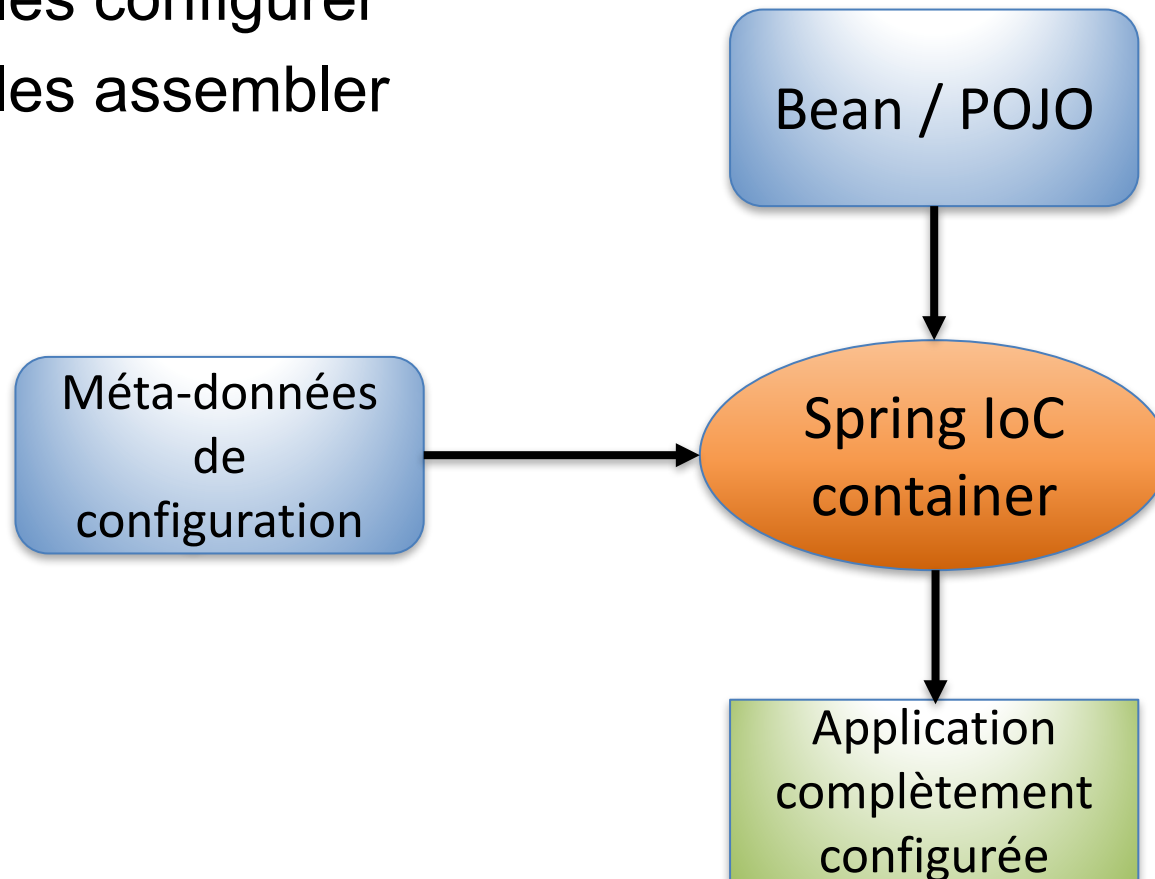 les configurer
les assembler
Bean / POJO
Méta-données
de
configuration
Spring IoC
container
Application
complètement
configurée